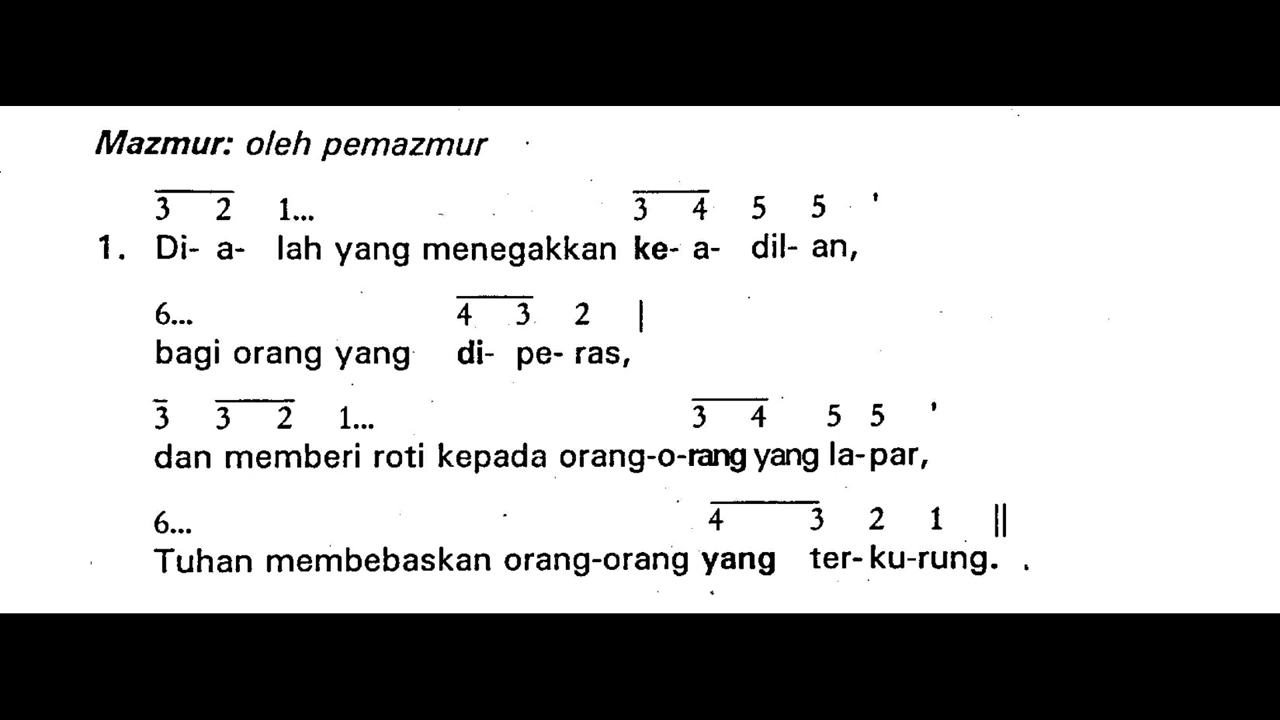 Mazmur: oleh pemazmur
3 2 1... 3 4 5 5 '
1. Di- a- lah yang menegakkan ke- a- dil- an,
6... 4 3 2 |
bagi orang yang di- pe- ras,
3 3 2 1... 3 4 5 5 '
dan memberi roti kepada orang-o-rang yang la-par,
6... 4 3 2 1 ||
Tuhan membebaskan orang-orang yang ter-ku-rung.